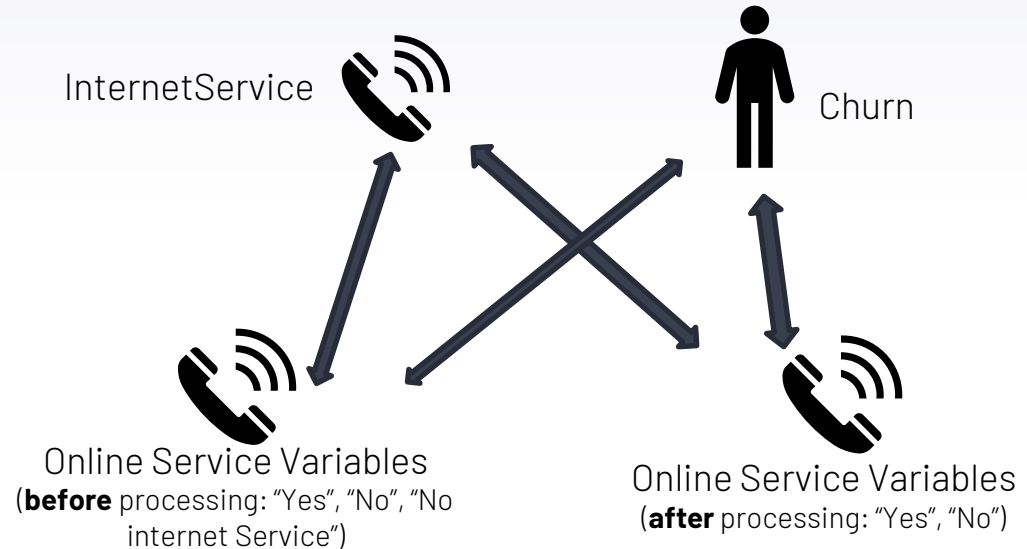 InternetService
Churn
Online Service Variables
(before processing: “Yes”, “No”, “No
internet Service”)
Online Service Variables
(after processing: “Yes”, “No”)